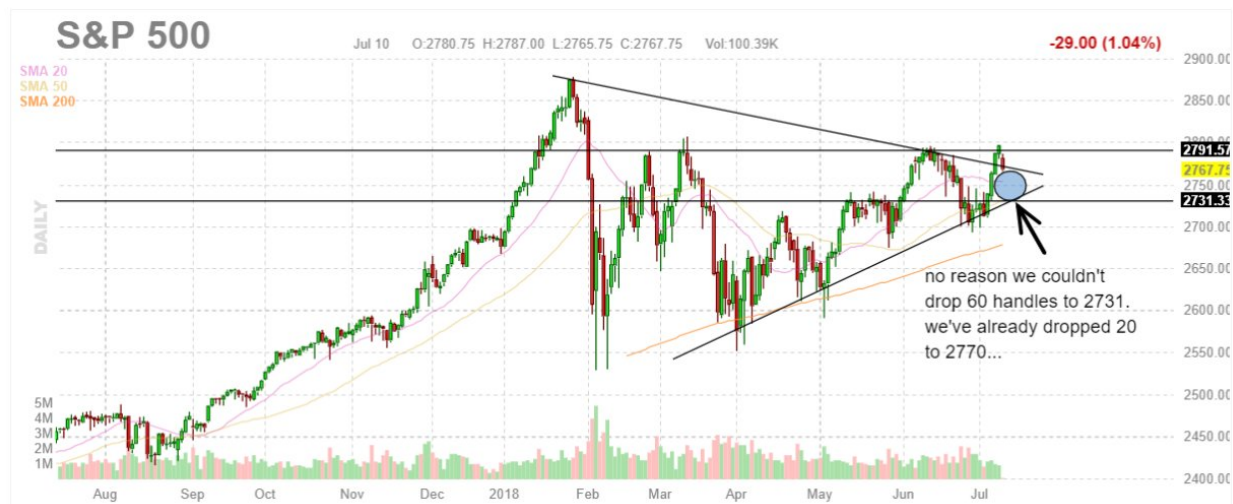 S&P 500
Jul 10 O:2780.75 H:2787.00 L:2765.75 C:2767.75 Vol:100.39K
-29.00 (1.04%)
SMA 20
SMA 50
SMA 200
DAILY
2900.00
2850.00
2800.00
2791.57
2767.75
2750.00
2731.33
2700.00
2650.00
2600.00
2550.00
2500.00
2450.00
2400.00
no reason we couldn't
drop 60 handles to 2731.
we've already dropped 20
to 2770...
5M
4M
3M
2M
1M
Aug Sep Oct Nov Dec 2018 Feb Mar Apr May Jun Jul